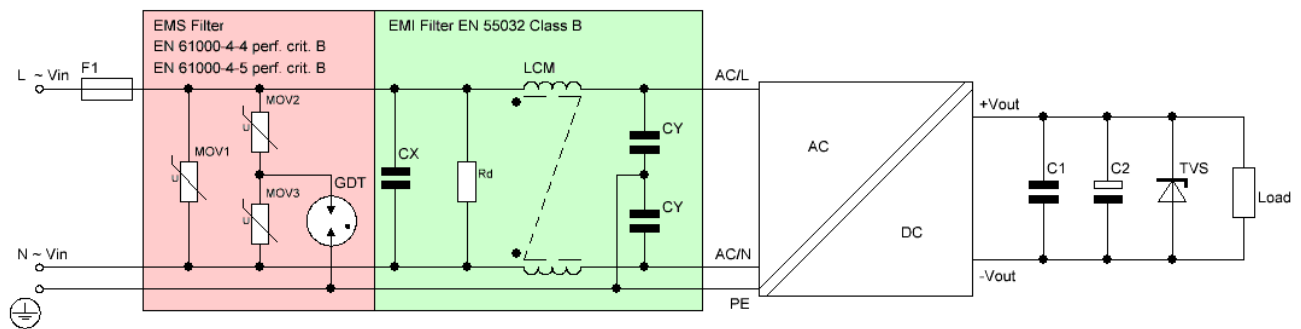 EMS Filter
EN 61000-4-4 perf. crit. B
EN 61000-4-5 perf. crit. B
EMI Filter EN 55032 Class B
L ~ Vin
F1
LCM
AC/L
MOV2
U
MOV1
U
MOV3
U
GDT
CX
Rd
CY
CY
AC
DC
+Vout
C1
C2
TVS
Load
N ~ Vin
AC/N
-Vout
PE